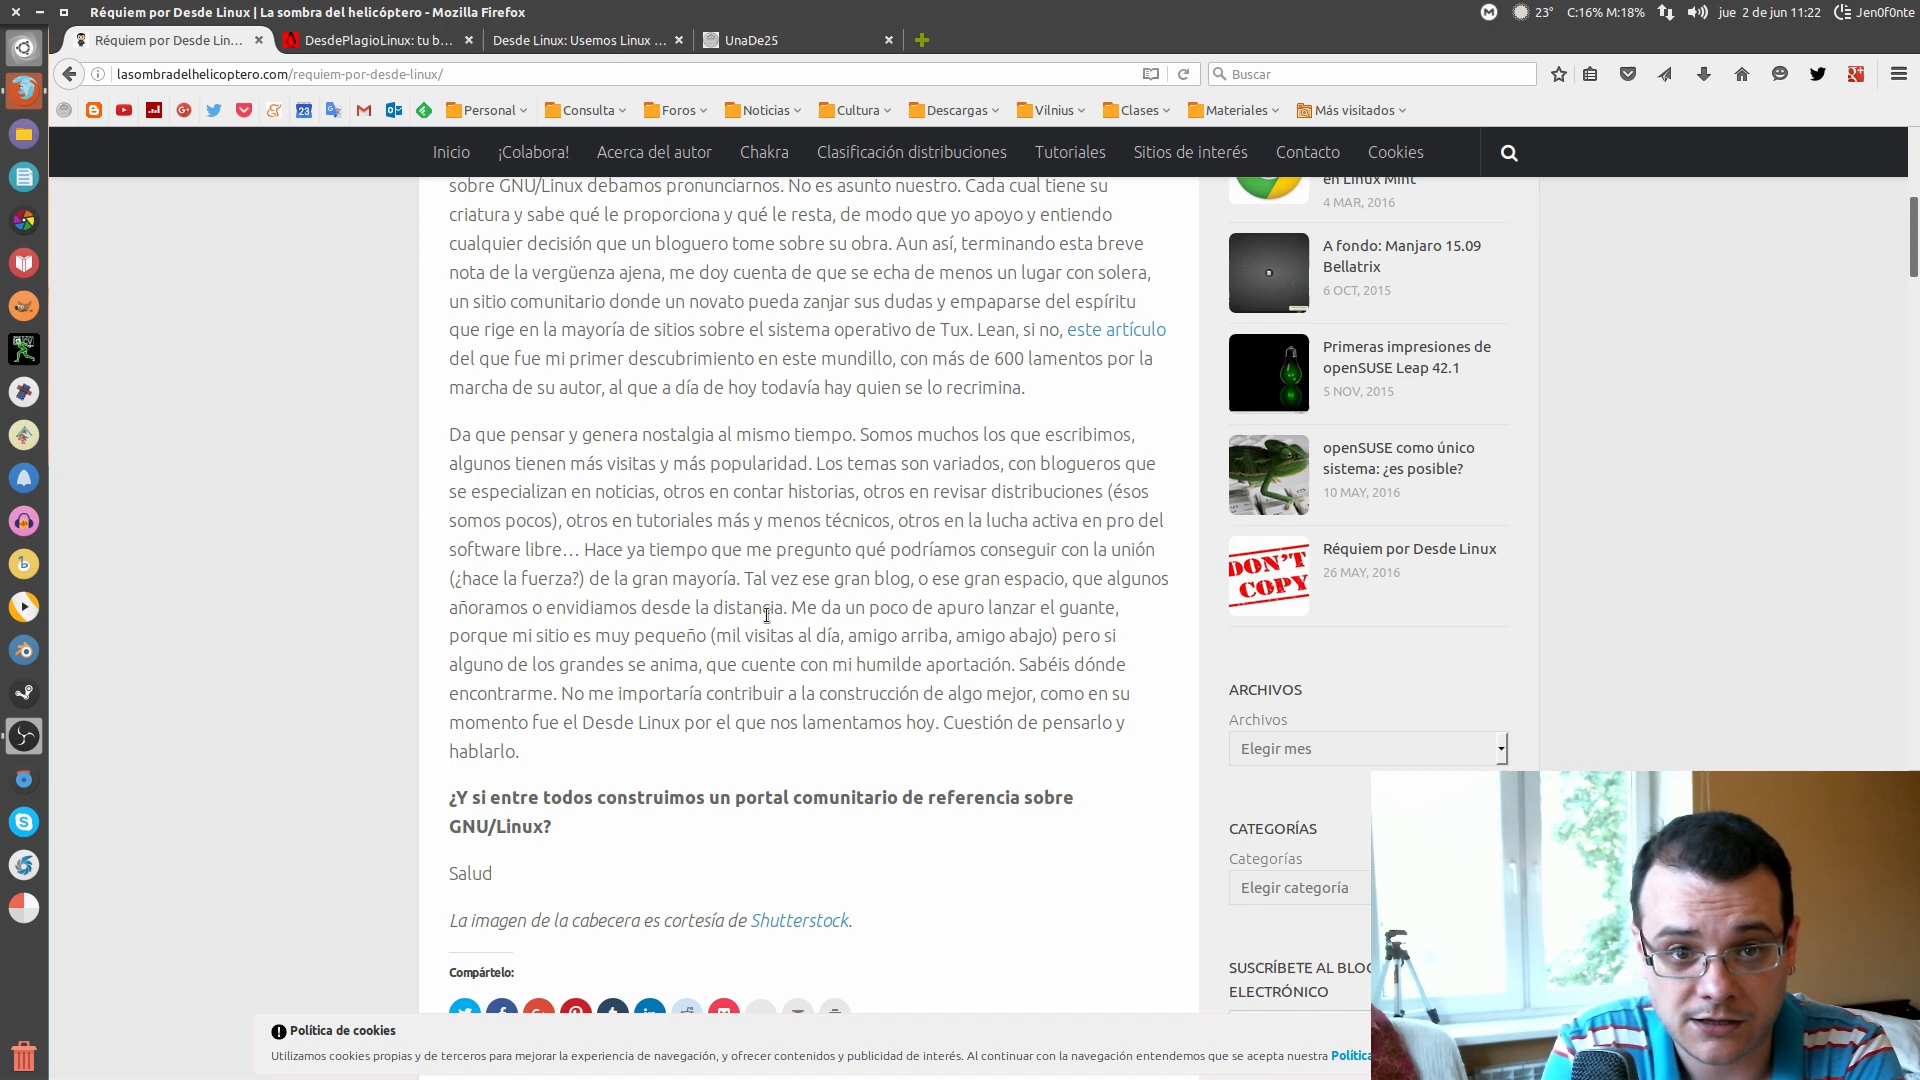 Réquiem por Desde Linux | La sombra del helicóptero - Mozilla Firefox
23° C:16% M:18% jue 2 de jun 11:22 Jen0f0nte
Réquiem por Desde Lin... DesdePlagioLinux: tu b... Desde Linux: Usemos Linux ... UnaDe25
lasombradelhelicoptero.com/requiem-por-desde-linux/ Buscar
Personal Consulta Foros Noticias Cultura Descargas Vilnius Clases Materiales Más visitados
Inicio ¡Colabora! Acerca del autor Chakra Clasificación distribuciones Tutoriales Sitios de interés Contacto Cookies
sobre GNU/Linux debamos pronunciarnos. No es asunto nuestro. Cada cual tiene su
criatura y sabe qué le proporciona y qué le resta, de modo que yo apoyo y entiendo
cualquier decisión que un bloguero tome sobre su obra. Aun así, terminando esta breve
nota de la vergüenza ajena, me doy cuenta de que se echa de menos un lugar con solera,
un sitio comunitario donde un novato pueda zanjar sus dudas y empaparse del espíritu
que rige en la mayoría de sitios sobre el sistema operativo de Tux. Lean, si no, este artículo
del que fue mi primer descubrimiento en este mundillo, con más de 600 lamentos por la
marcha de su autor, al que a día de hoy todavía hay quien se lo recrimina.
Da que pensar y genera nostalgia al mismo tiempo. Somos muchos los que escribimos,
algunos tienen más visitas y más popularidad. Los temas son variados, con blogueros que
se especializan en noticias, otros en contar historias, otros en revisar distribuciones (ésos
somos pocos), otros en tutoriales más y menos técnicos, otros en la lucha activa en pro del
software libre... Hace ya tiempo que me pregunto qué podríamos conseguir con la unión
(¿hace la fuerza?) de la gran mayoría. Tal vez ese gran blog, o ese gran espacio, que algunos
añoramos o envidiamos desde la distancia. Me da un poco de apuro lanzar el guante,
porque mi sitio es muy pequeño (mil visitas al día, amigo arriba, amigo abajo) pero si
alguno de los grandes se anima, que cuente con mi humilde aportación. Sabéis dónde
encontrarme. No me importaría contribuir a la construcción de algo mejor, como en su
momento fue el Desde Linux por el que nos lamentamos hoy. Cuestión de pensarlo y
hablarlo.
¿Y si entre todos construimos un portal comunitario de referencia sobre
GNU/Linux?
Salud
La imagen de la cabecera es cortesía de Shutterstock.
Compártelo:
en Linux Mint
4 MAR, 2016
A fondo: Manjaro 15.09
Bellatrix
6 OCT, 2015
Primeras impresiones de
openSUSE Leap 42.1
5 NOV, 2015
openSUSE como único
sistema: ¿es posible?
10 MAY, 2016
DON'T
COPY
Réquiem por Desde Linux
26 MAY, 2016
ARCHIVOS
Archivos
Elegir mes
CATEGORÍAS
Categorías
Elegir categoría
SUSCRÍBETE AL BLOG
ELECTRÓNICO
Política de cookies
Utilizamos cookies propias y de terceros para mejorar la experiencia de navegación, y ofrecer contenidos y publicidad de interés. Al continuar con la navegación entendemos que se acepta nuestra Política